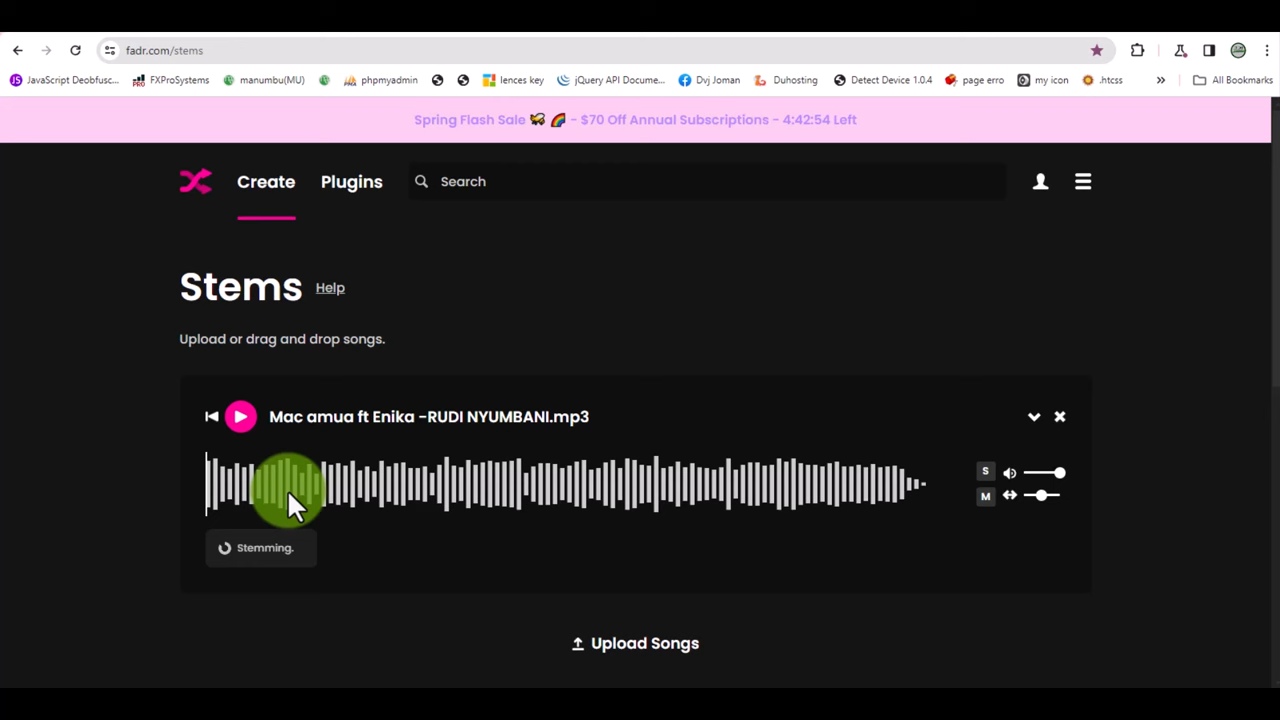 fadr.com/stems
JavaScript Deobfusc... FXProSystems manumbu(MU) phpmyadmin lences key jQuery API Docume... Dvj Joman Duhosting Detect Device 1.0.4 page erro my icon .htcss » All Bookmarks
Spring Flash Sale 🐝 🌈 - $70 Off Annual Subscriptions - 4:42:54 Left
Create Plugins Search
Stems Help
Upload or drag and drop songs.
Mac amua ft Enika -RUDI NYUMBANI.mp3
S
M
Stemming.
Upload Songs